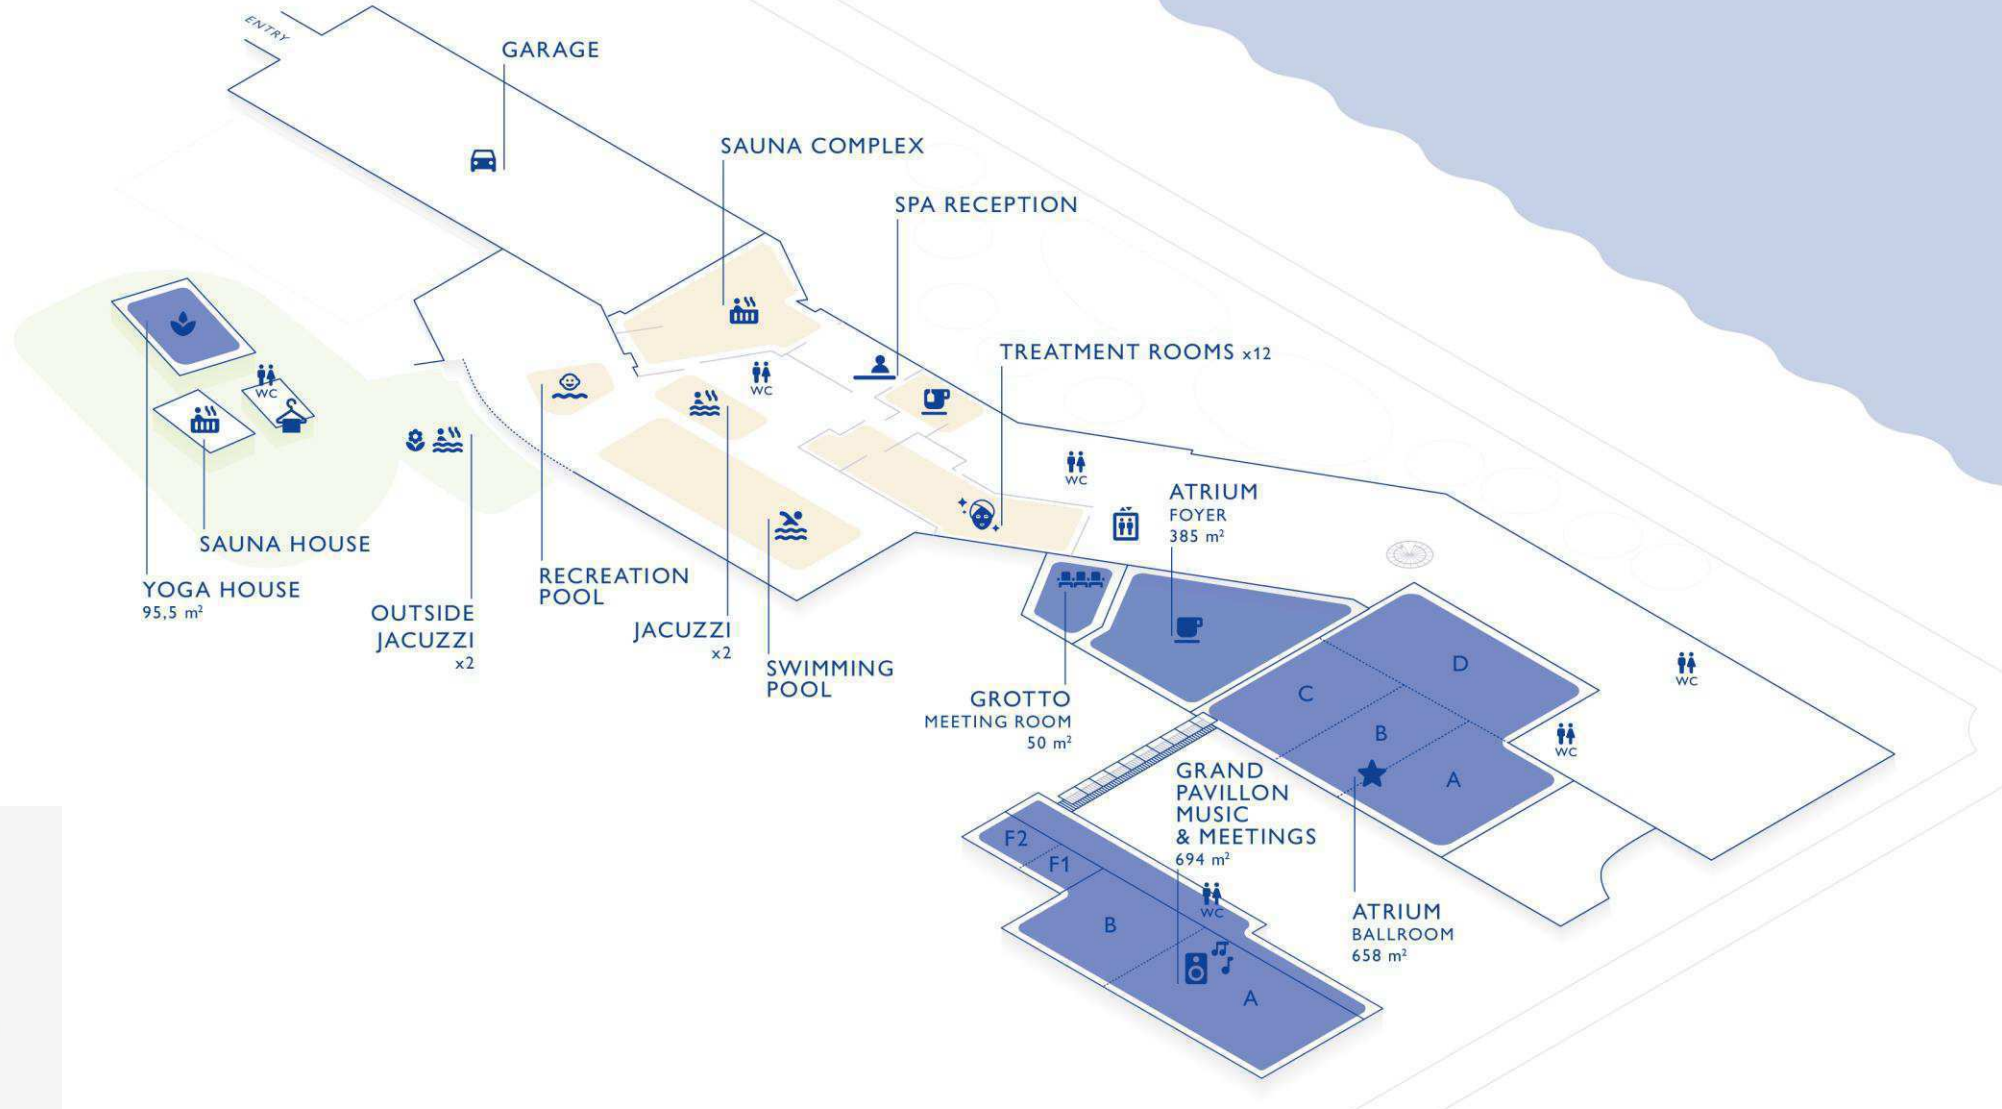 ENTRY
GARAGE
SAUNA COMPLEX
SPA RECEPTION
TREATMENT ROOMS x12
WC
WC
WC
ATRIUM
FOYER
385 m²
SAUNA HOUSE
YOGA HOUSE
95,5 m²
OUTSIDE
JACUZZI
x2
RECREATION
POOL
JACUZZI
x2
SWIMMING
POOL
GROTTO
MEETING ROOM
50 m²
D
C
B
A
WC
WC
GRAND
PAVILLON
MUSIC
& MEETINGS
694 m²
F2
F1
B
A
WC
ATRIUM
BALLROOM
658 m²